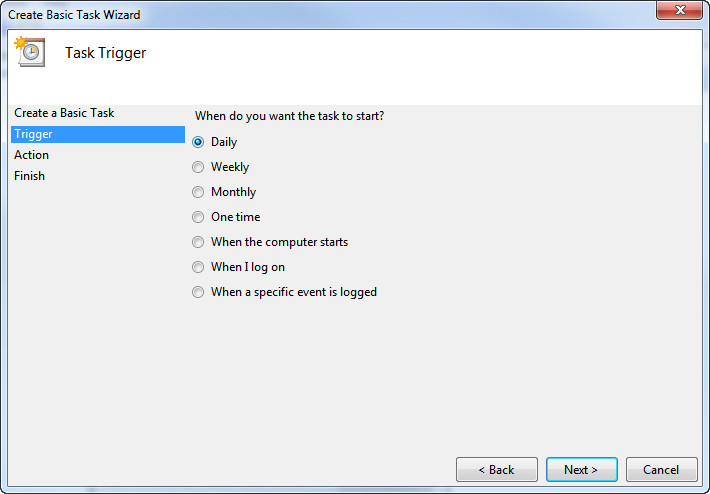 Create Basic Task Wizard
Task Trigger
Create a Basic Task
Trigger
Action
Finish
When do you want the task to start?
Daily
Weekly
Monthly
One time
When the computer starts
When I log on
When a specific event is logged
< Back
Next >
Cancel